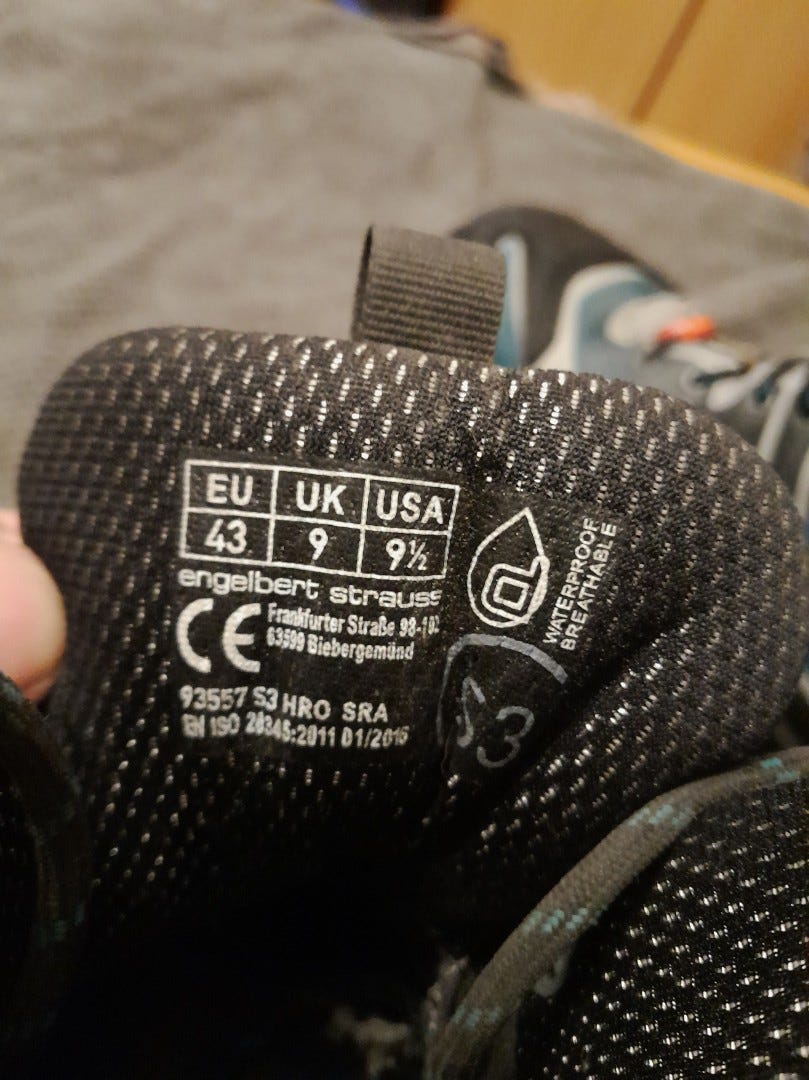 EU UK USA
43 9 9½
engelbert strauss
CE
Frankfurter Straße 98-102
63599 Biebergemünd
93557 S3 HRO SRA
EN ISO 20345:2011 01/2016
WATERPROOF
BREATHABLE
S3